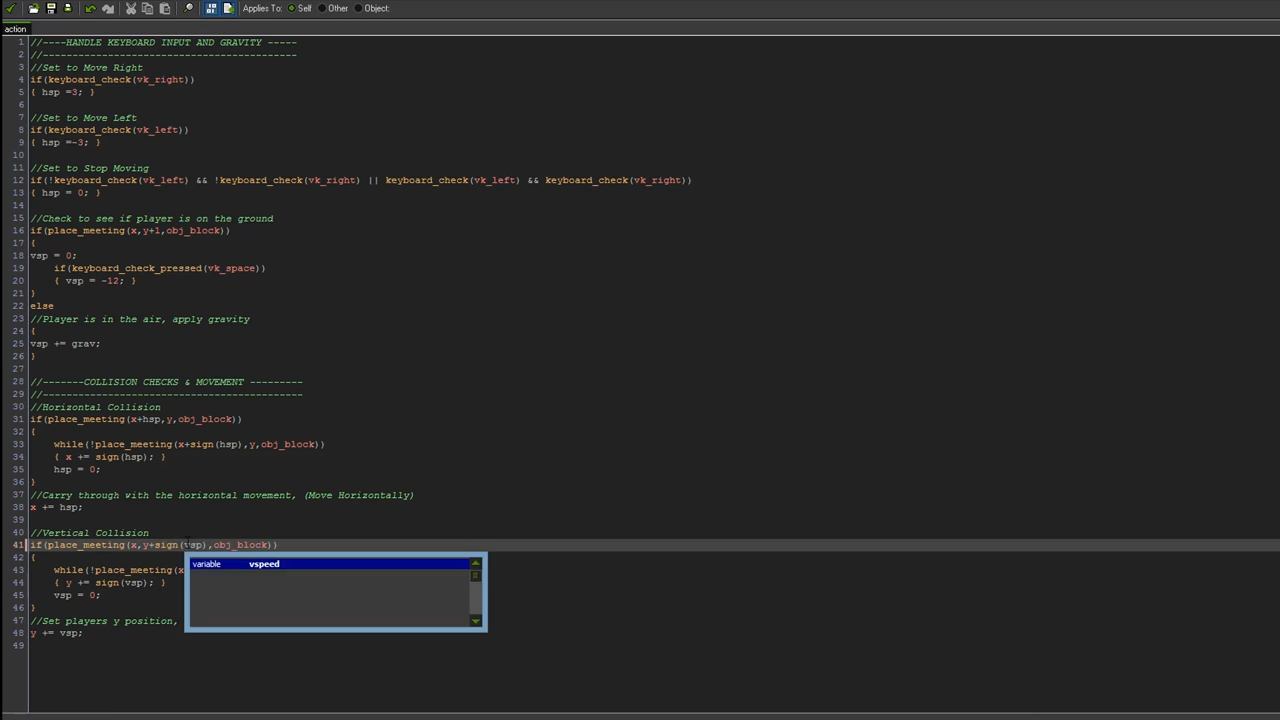 Applies To: Self Other Object:
action
1 //----HANDLE KEYBOARD INPUT AND GRAVITY -----
2 //-------------------------------------------
3 //Set to Move Right
4 if(keyboard_check(vk_right))
5 { hsp =3; }
6
7 //Set to Move Left
8 if(keyboard_check(vk_left))
9 { hsp =-3; }
10
11 //Set to Stop Moving
12 if(!keyboard_check(vk_left) && !keyboard_check(vk_right) || keyboard_check(vk_left) && keyboard_check(vk_right))
13 { hsp = 0; }
14
15 //Check to see if player is on the ground
16 if(place_meeting(x,y+1,obj_block))
17 {
18 vsp = 0;
19 if(keyboard_check_pressed(vk_space))
20 { vsp = -12; }
21 }
22 else
23 //Player is in the air, apply gravity
24 {
25 vsp += grav;
26 }
27
28 //-------COLLISION CHECKS & MOVEMENT ---------
29 //--------------------------------------------
30 //Horizontal Collision
31 if(place_meeting(x+hsp,y,obj_block))
32 {
33 while(!place_meeting(x+sign(hsp),y,obj_block))
34 { x += sign(hsp); }
35 hsp = 0;
36 }
37 //Carry through with the horizontal movement, (Move Horizontally)
38 x += hsp;
39
40 //Vertical Collision
41 if(place_meeting(x,y+sign(vsp),obj_block))
42 {
variable vspeed
43 while(!place_meeting(x
44 { y += sign(vsp); }
45 vsp = 0;
46 }
47 //Set players y position,
48 y += vsp;
49